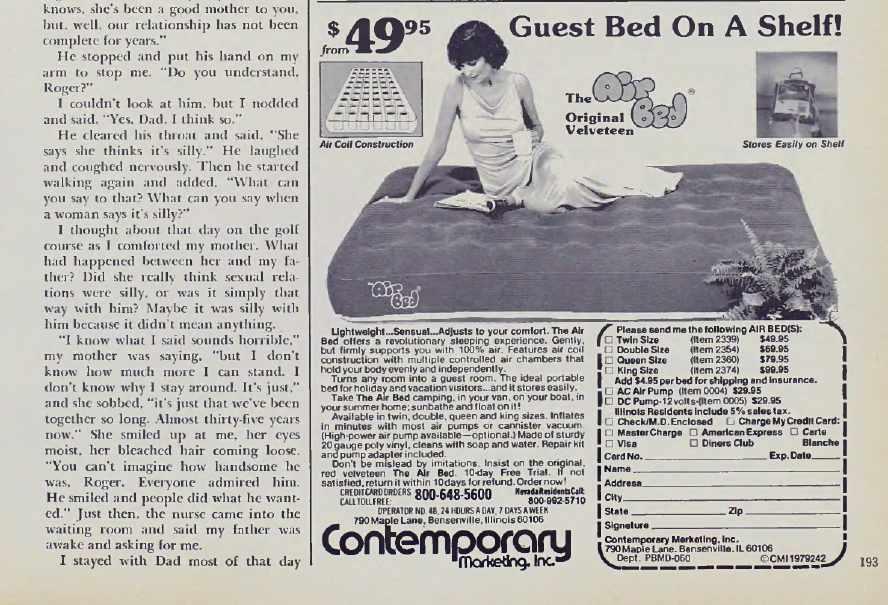 knows, she's been a good mother to you,
but, well, our relationship has not been
complete for years."
He stopped and put his hand on my
arm to stop me. "Do you understand,
Roger?"
I couldn't look at him, but I nodded
and said, "Yes, Dad. I think so."
He cleared his throat and said, "She
says she thinks it's silly." He laughed
and coughed nervously. Then he started
walking again and added, "What can
you say to that? What can you say when
a woman says it's silly?"
I thought about that day on the golf
course as I comforted my mother. What
had happened between her and my fa-
ther? Did she really think sexual rela-
tions were silly, or was it simply that
way with him? Maybe it was silly with
him because it didn't mean anything.
"I know what I said sounds horrible,"
my mother was saying, "but I don't
know how much more I can stand. I
don't know why I stay around. It's just,"
and she sobbed, "it's just that we've been
together so long. Almost thirty-five years
now." She smiled up at me, her eyes
moist, her bleached hair coming loose.
"You can't imagine how handsome he
was, Roger. Everyone admired him.
He smiled and people did what he want-
ed." Just then, the nurse came into the
waiting room and said my father was
awake and asking for me.
I stayed with Dad most of that day
from $49.95
Guest Bed On A Shelf!
Air Coil Construction
The Air Bed®
Original
Velveteen
Stores Easily on Shelf
Air Bed
Lightweight...Sensual...Adjusts to your comfort. The Air
Bed offers a revolutionary sleeping experience. Gently,
but firmly supports you with 100% air. Features air coil
construction with multiple controlled air chambers that
hold your body evenly and independently.
Turns any room into a guest room. The ideal portable
bed for holiday and vacation visitors...and it stores easily.
Take The Air Bed camping, in your van, on your boat, in
your summer home; sunbathe and float on it!
Available in twin, double, queen and king sizes. Inflates
in minutes with most air pumps or cannister vacuum.
(High-power air pump available—optional.) Made of sturdy
20 gauge poly vinyl, cleans with soap and water. Repair kit
and pump adapter included.
Don't be mislead by imitations. Insist on the original,
red velveteen The Air Bed. 10day Free Trial. If not
satisfied, return it within 10days for refund. Order now!
CREDIT CARD ORDERS 800-648-5600 Nevada Residents Call:
CALL TOLL FREE: 800-992-5710
OPERATOR NO. 48, 24 HOURS A DAY, 7 DAYS A WEEK
790 Maple Lane, Bensenville, Illinois 60106
Contemporary
Marketing, Inc.
Please send me the following AIR BED(S):
☐ Twin Size (Item 2339) $49.95
☐ Double Size (Item 2354) $69.95
☐ Queen Size (Item 2360) $79.95
☐ King Size (Item 2374) $99.95
Add $4.95 per bed for shipping and insurance.
☐ AC Air Pump (Item 0004) $29.95
☐ DC Pump-12 volts-(Item 0005) $29.95
Illinois Residents include 5% sales tax.
☐ Check/M.D. Enclosed ☐ Charge My Credit Card:
☐ Master Charge ☐ American Express ☐ Carte
☐ Visa ☐ Diners Club Blanche
Card No. Exp. Date
Name
Address
City
State Zip
Signature
Contemporary Marketing, Inc.
790 Maple Lane, Bensenville, IL 60106
Dept. PBMD-060 ©CMI1979242
193